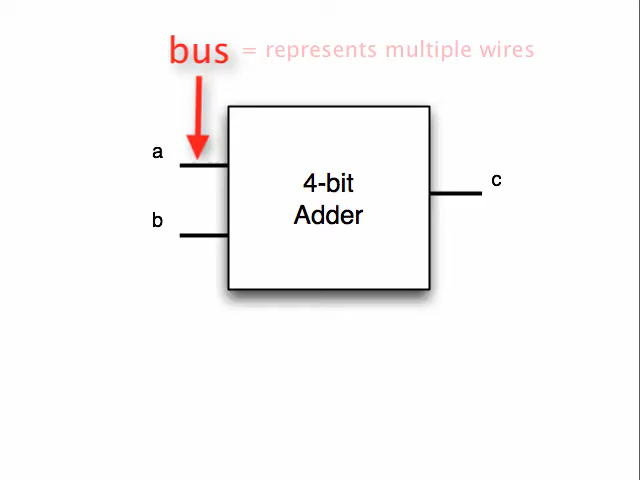 bus = represents multiple wires
a
4-bit
Adder
c
b